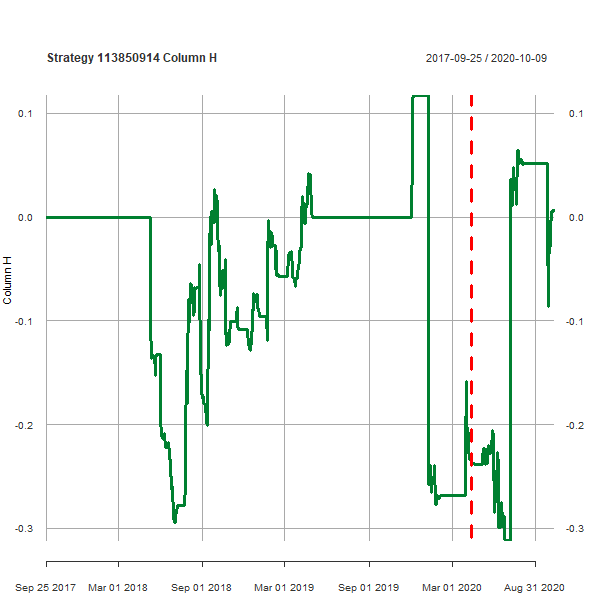 Strategy 113850914 Column H
2017-09-25 / 2020-10-09
0.1
0.1
0.0
0.0
-0.1
-0.1
-0.2
-0.2
-0.3
-0.3
Column H
Sep 25 2017
Mar 01 2018
Sep 01 2018
Mar 01 2019
Sep 01 2019
Mar 01 2020
Aug 31 2020